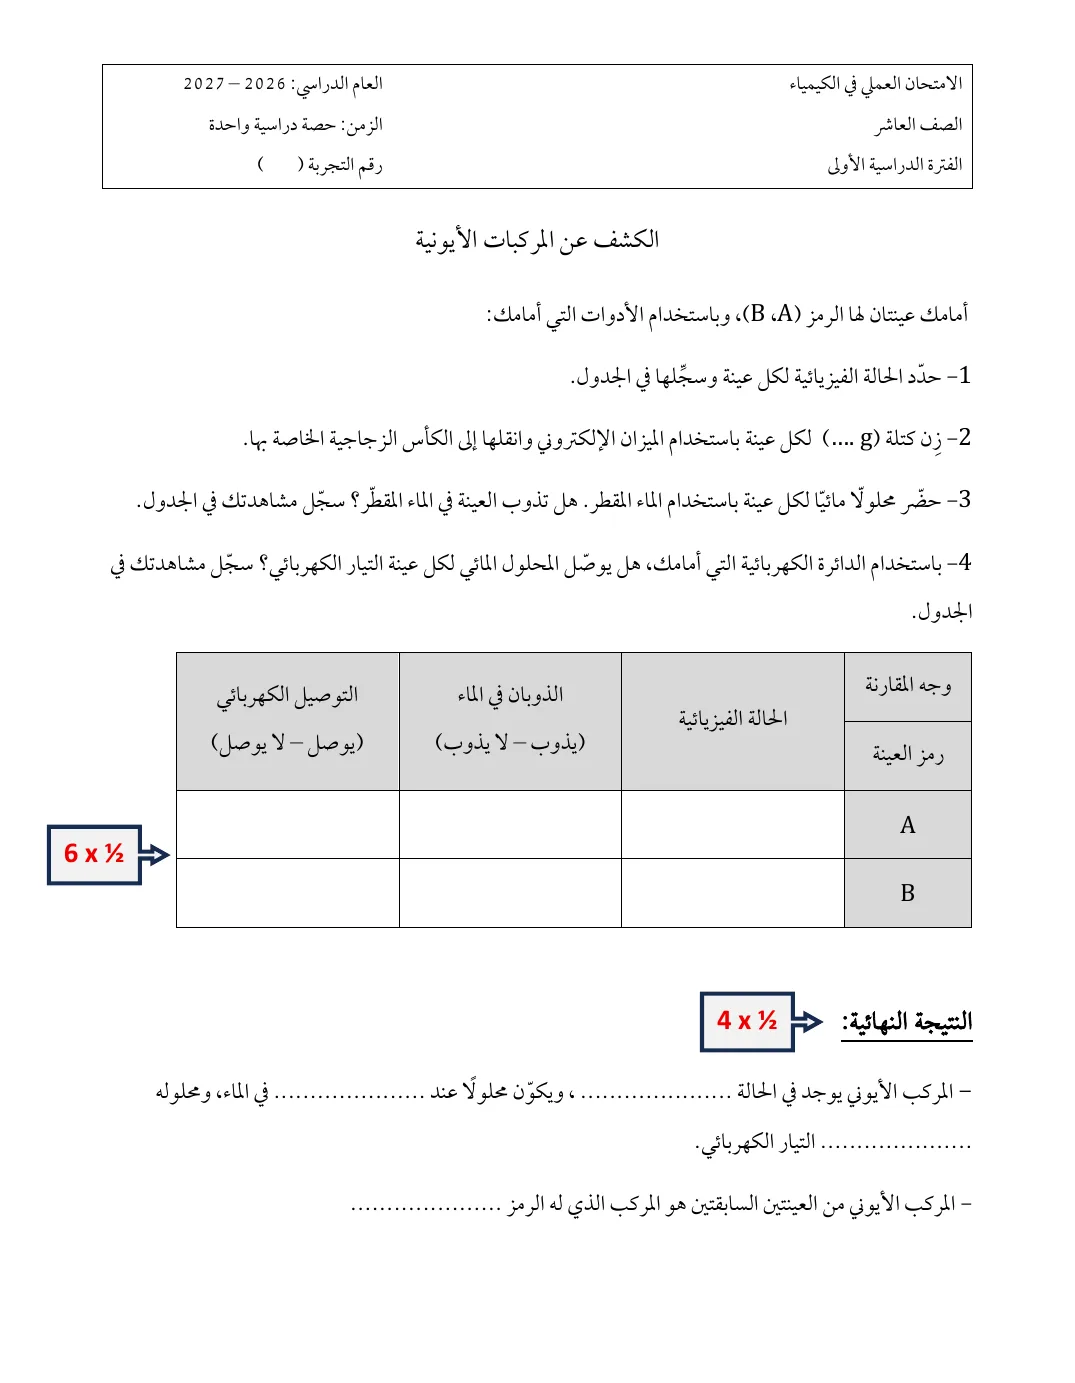 الامتحان العملي في الكيمياء
الصف العاشر
الفترة الدراسية الأولى
العام الدراسي: 2026 – 2027
الزمن: حصة دراسية واحدة
رقم التجربة (      )
الكشف عن المركبات الأيونية
أمامك عينتان لها الرمز (B ،A)، وباستخدام الأدوات التي أمامك:
1- حدّد الحالة الفيزيائية لكل عينة وسجِّلها في الجدول.
2- زِن كتلة (g ....) لكل عينة باستخدام الميزان الإلكتروني وانقلها إلى الكأس الزجاجية الخاصة بها.
3- حضّر محلولًا مائيّا لكل عينة باستخدام الماء المقطر. هل تذوب العينة في الماء المقطّر؟ سجّل مشاهدتك في الجدول.
4- باستخدام الدائرة الكهربائية التي أمامك، هل يوصّل المحلول المائي لكل عينة التيار الكهربائي؟ سجّل مشاهدتك في
الجدول.
وجه المقارنة
رمز العينة
الحالة الفيزيائية
الذوبان في الماء
(يذوب – لا يذوب)
التوصيل الكهربائي
(يوصل – لا يوصل)
A
B
6 x ½
النتيجة النهائية:
4 x ½
– المركب الأيوني يوجد في الحالة ..................... ، ويكوّن محلولًا عند ..................... في الماء، ومحلوله
..................... التيار الكهربائي.
– المركب الأيوني من العينتين السابقتين هو المركب الذي له الرمز .....................